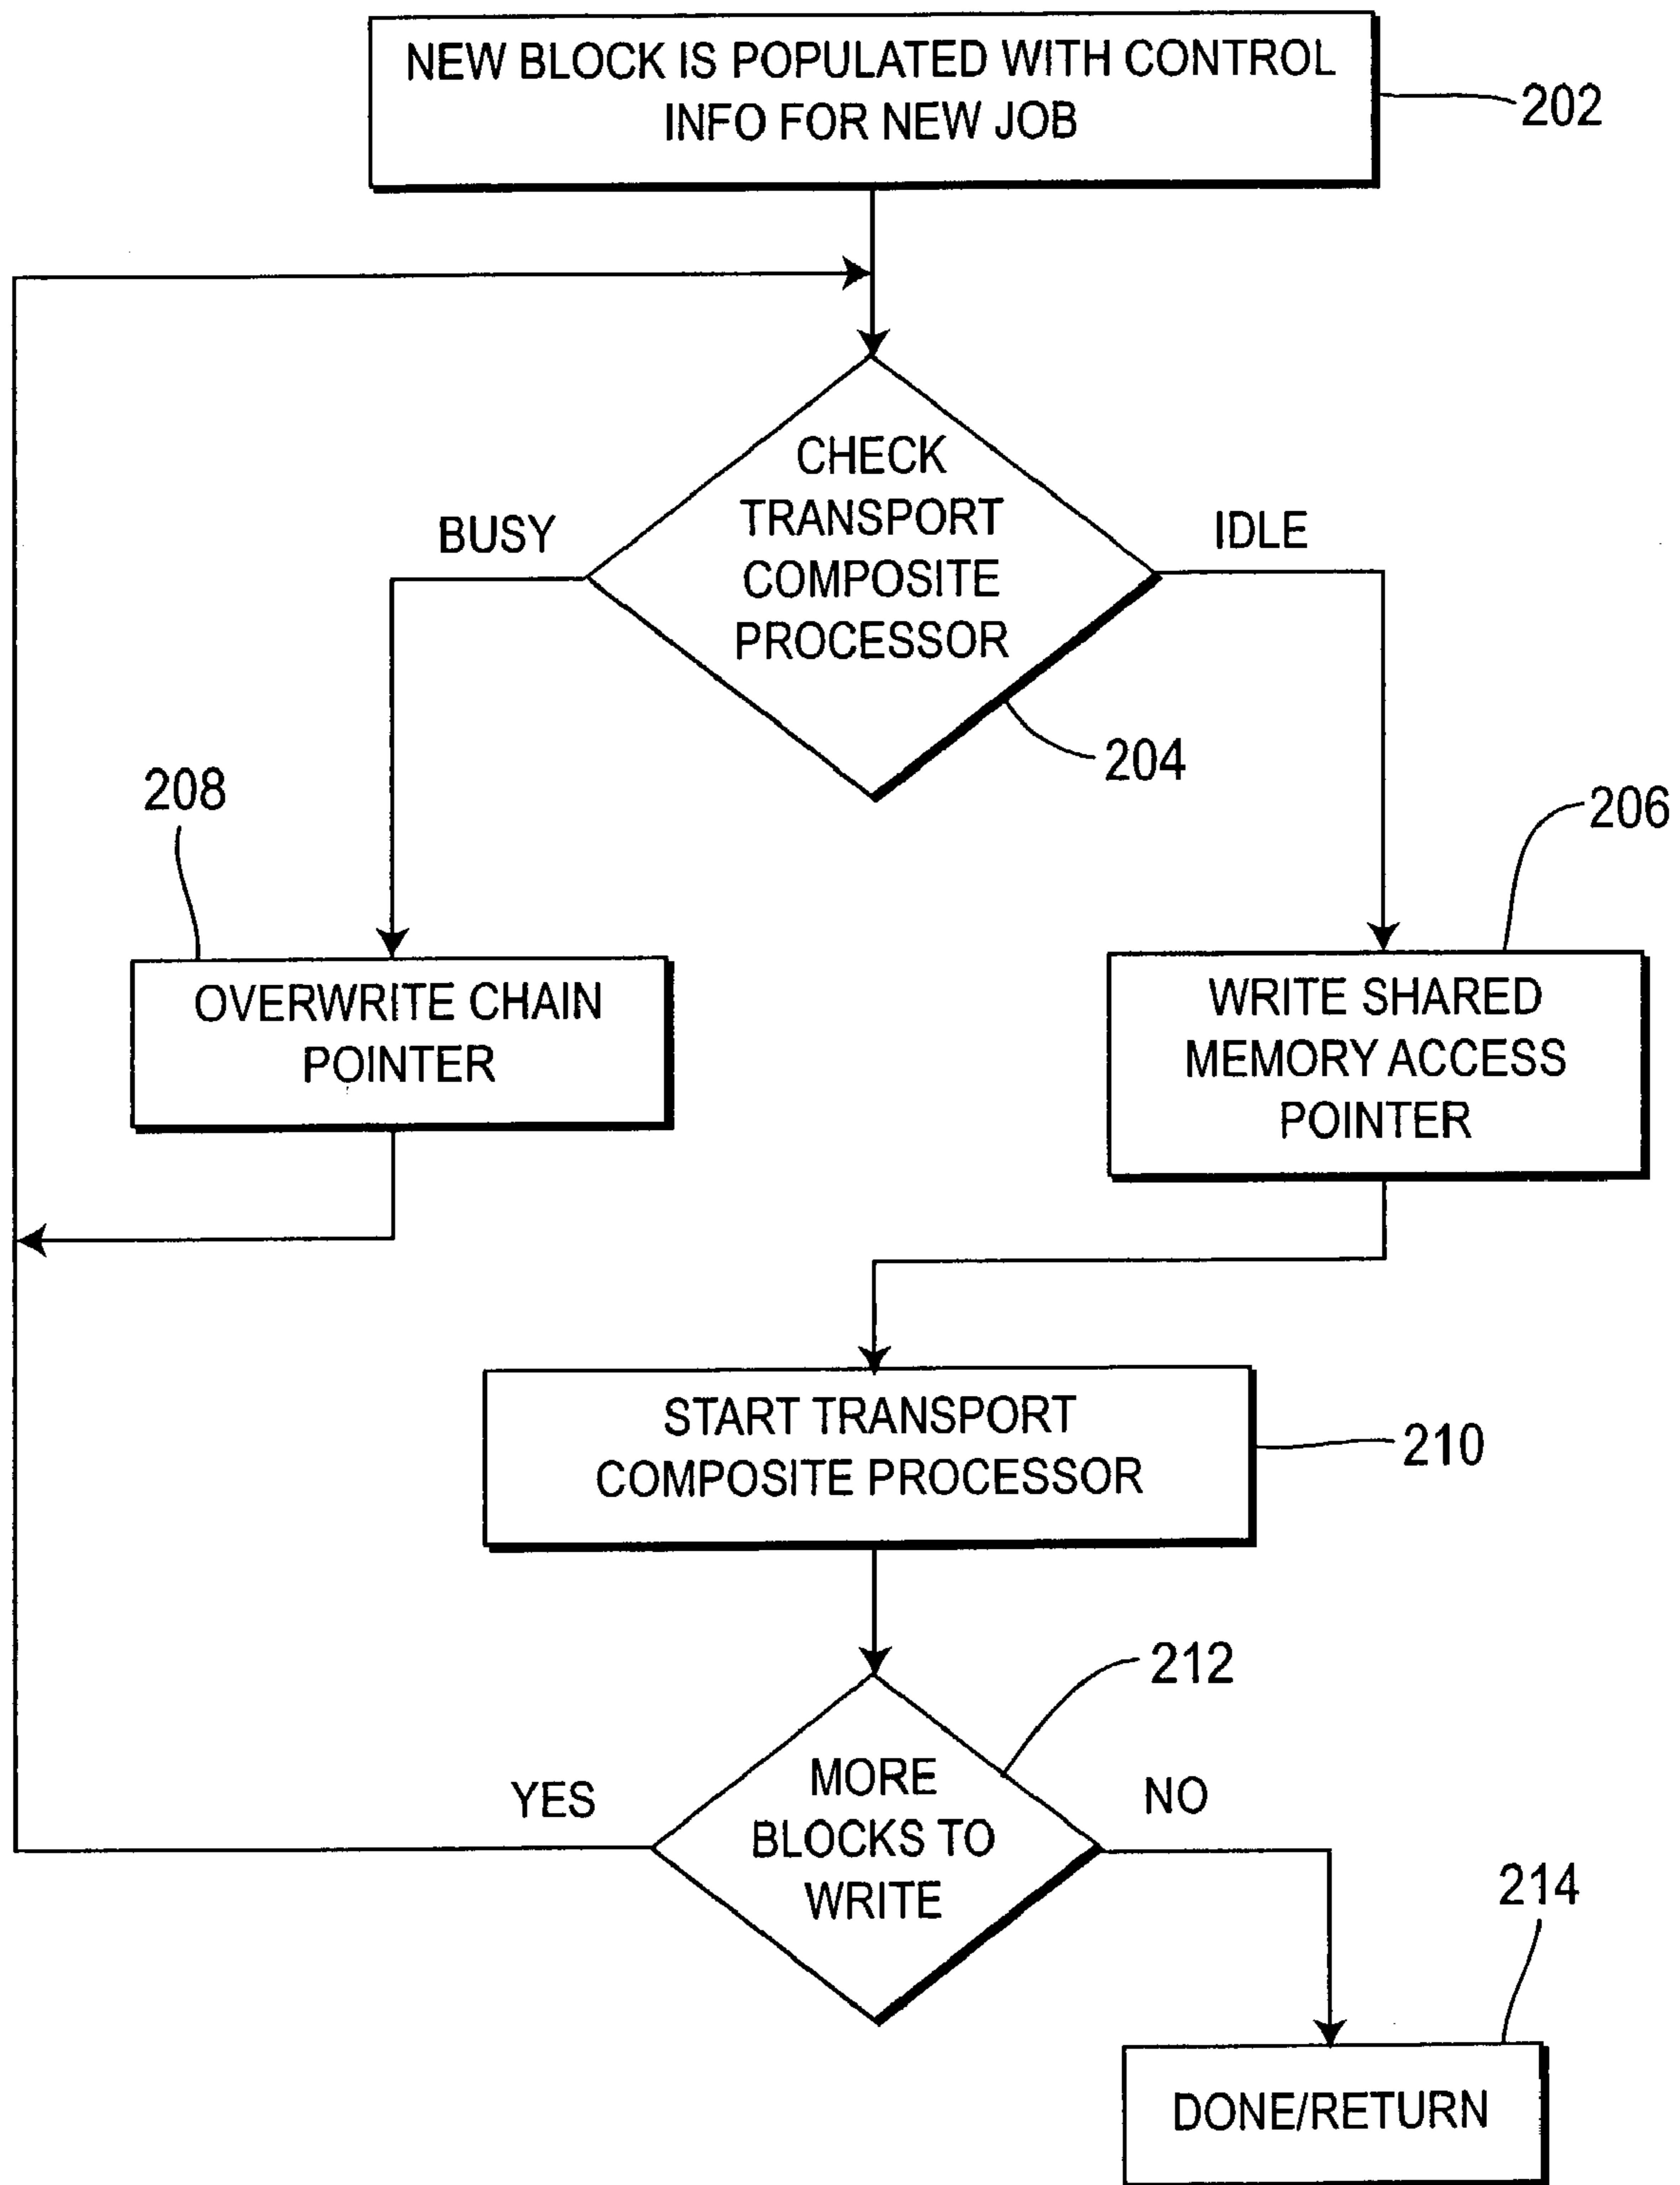 NEW BLOCK IS POPULATED WITH CONTROL
INFO FOR NEW JOB
202
CHECK
TRANSPORT
COMPOSITE
PROCESSOR
BUSY
IDLE
204
208
206
OVERWRITE CHAIN
POINTER
WRITE SHARED
MEMORY ACCESS
POINTER
START TRANSPORT
COMPOSITE PROCESSOR
210
212
MORE
BLOCKS TO
WRITE
YES
NO
214
DONE/RETURN